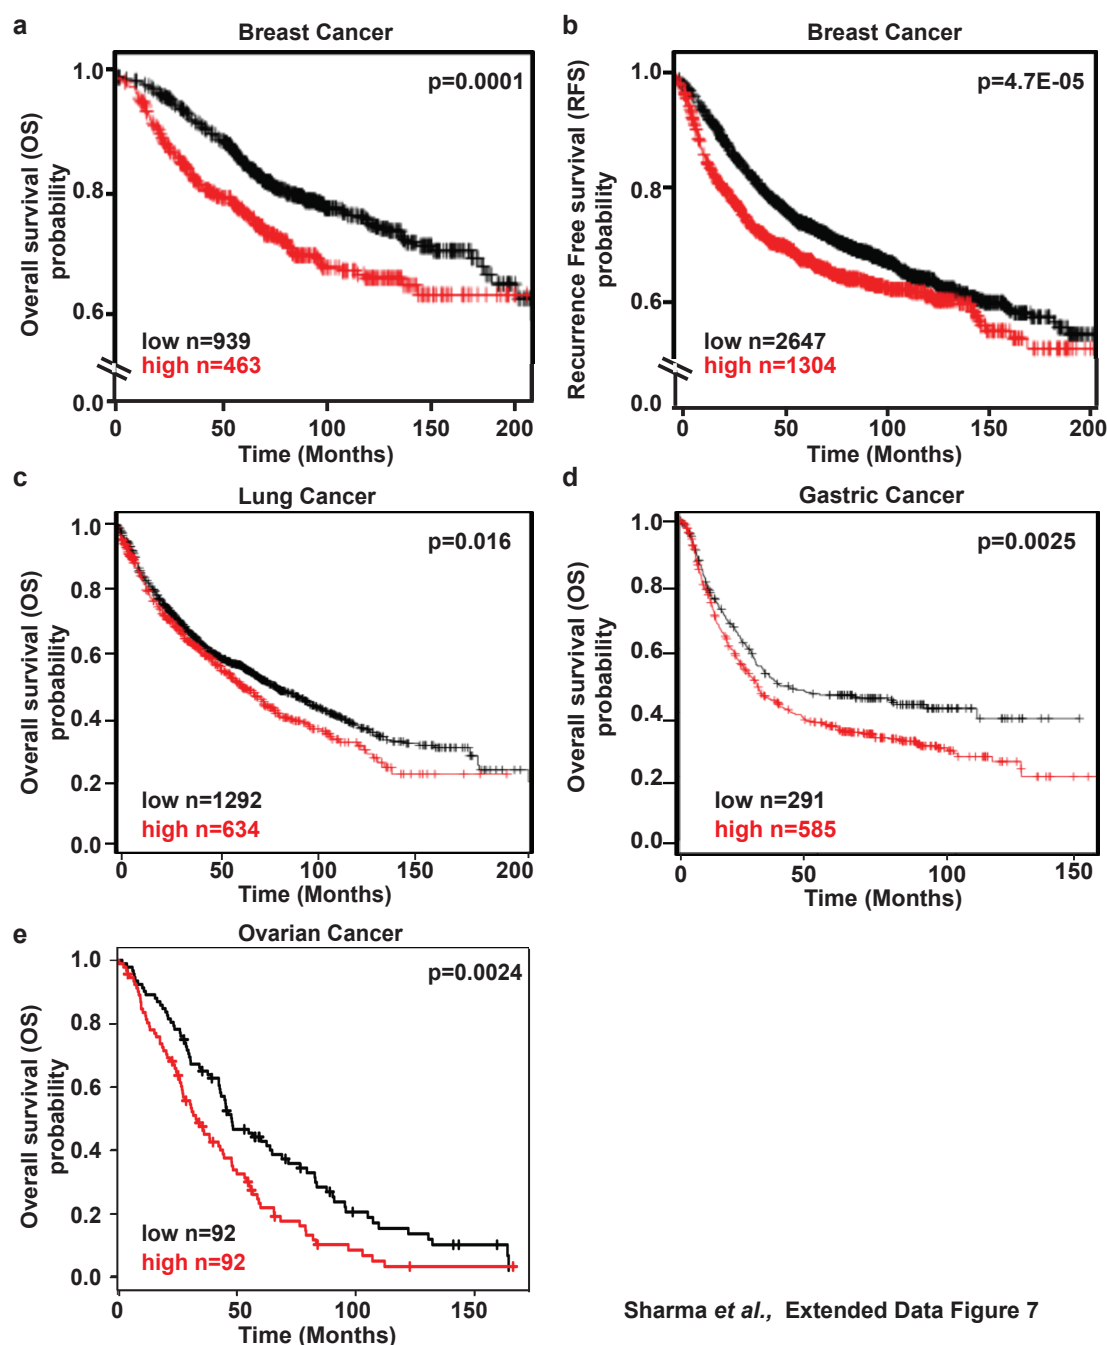 a
Breast Cancer
p=0.0001
Overall survival (OS)
probability
1.0
0.8
0.6
0.0
low n=939
high n=463
0 50 100 150 200
Time (Months)
b
Breast Cancer
p=4.7E-05
Recurrence Free survival (RFS)
probability
1.0
0.8
0.6
0.0
low n=2647
high n=1304
0 50 100 150 200
Time (Months)
c
Lung Cancer
p=0.016
Overall survival (OS)
probability
1.0
0.8
0.6
0.4
0.2
0.0
low n=1292
high n=634
0 50 100 150 200
Time (Months)
d
Gastric Cancer
p=0.0025
Overall survival (OS)
probability
1.0
0.8
0.6
0.4
0.2
0.0
low n=291
high n=585
0 50 100 150
Time (Months)
e
Ovarian Cancer
p=0.0024
Overall survival (OS)
probability
1.0
0.8
0.6
0.4
0.2
0.0
low n=92
high n=92
0 50 100 150
Time (Months)
Sharma et al., Extended Data Figure 7